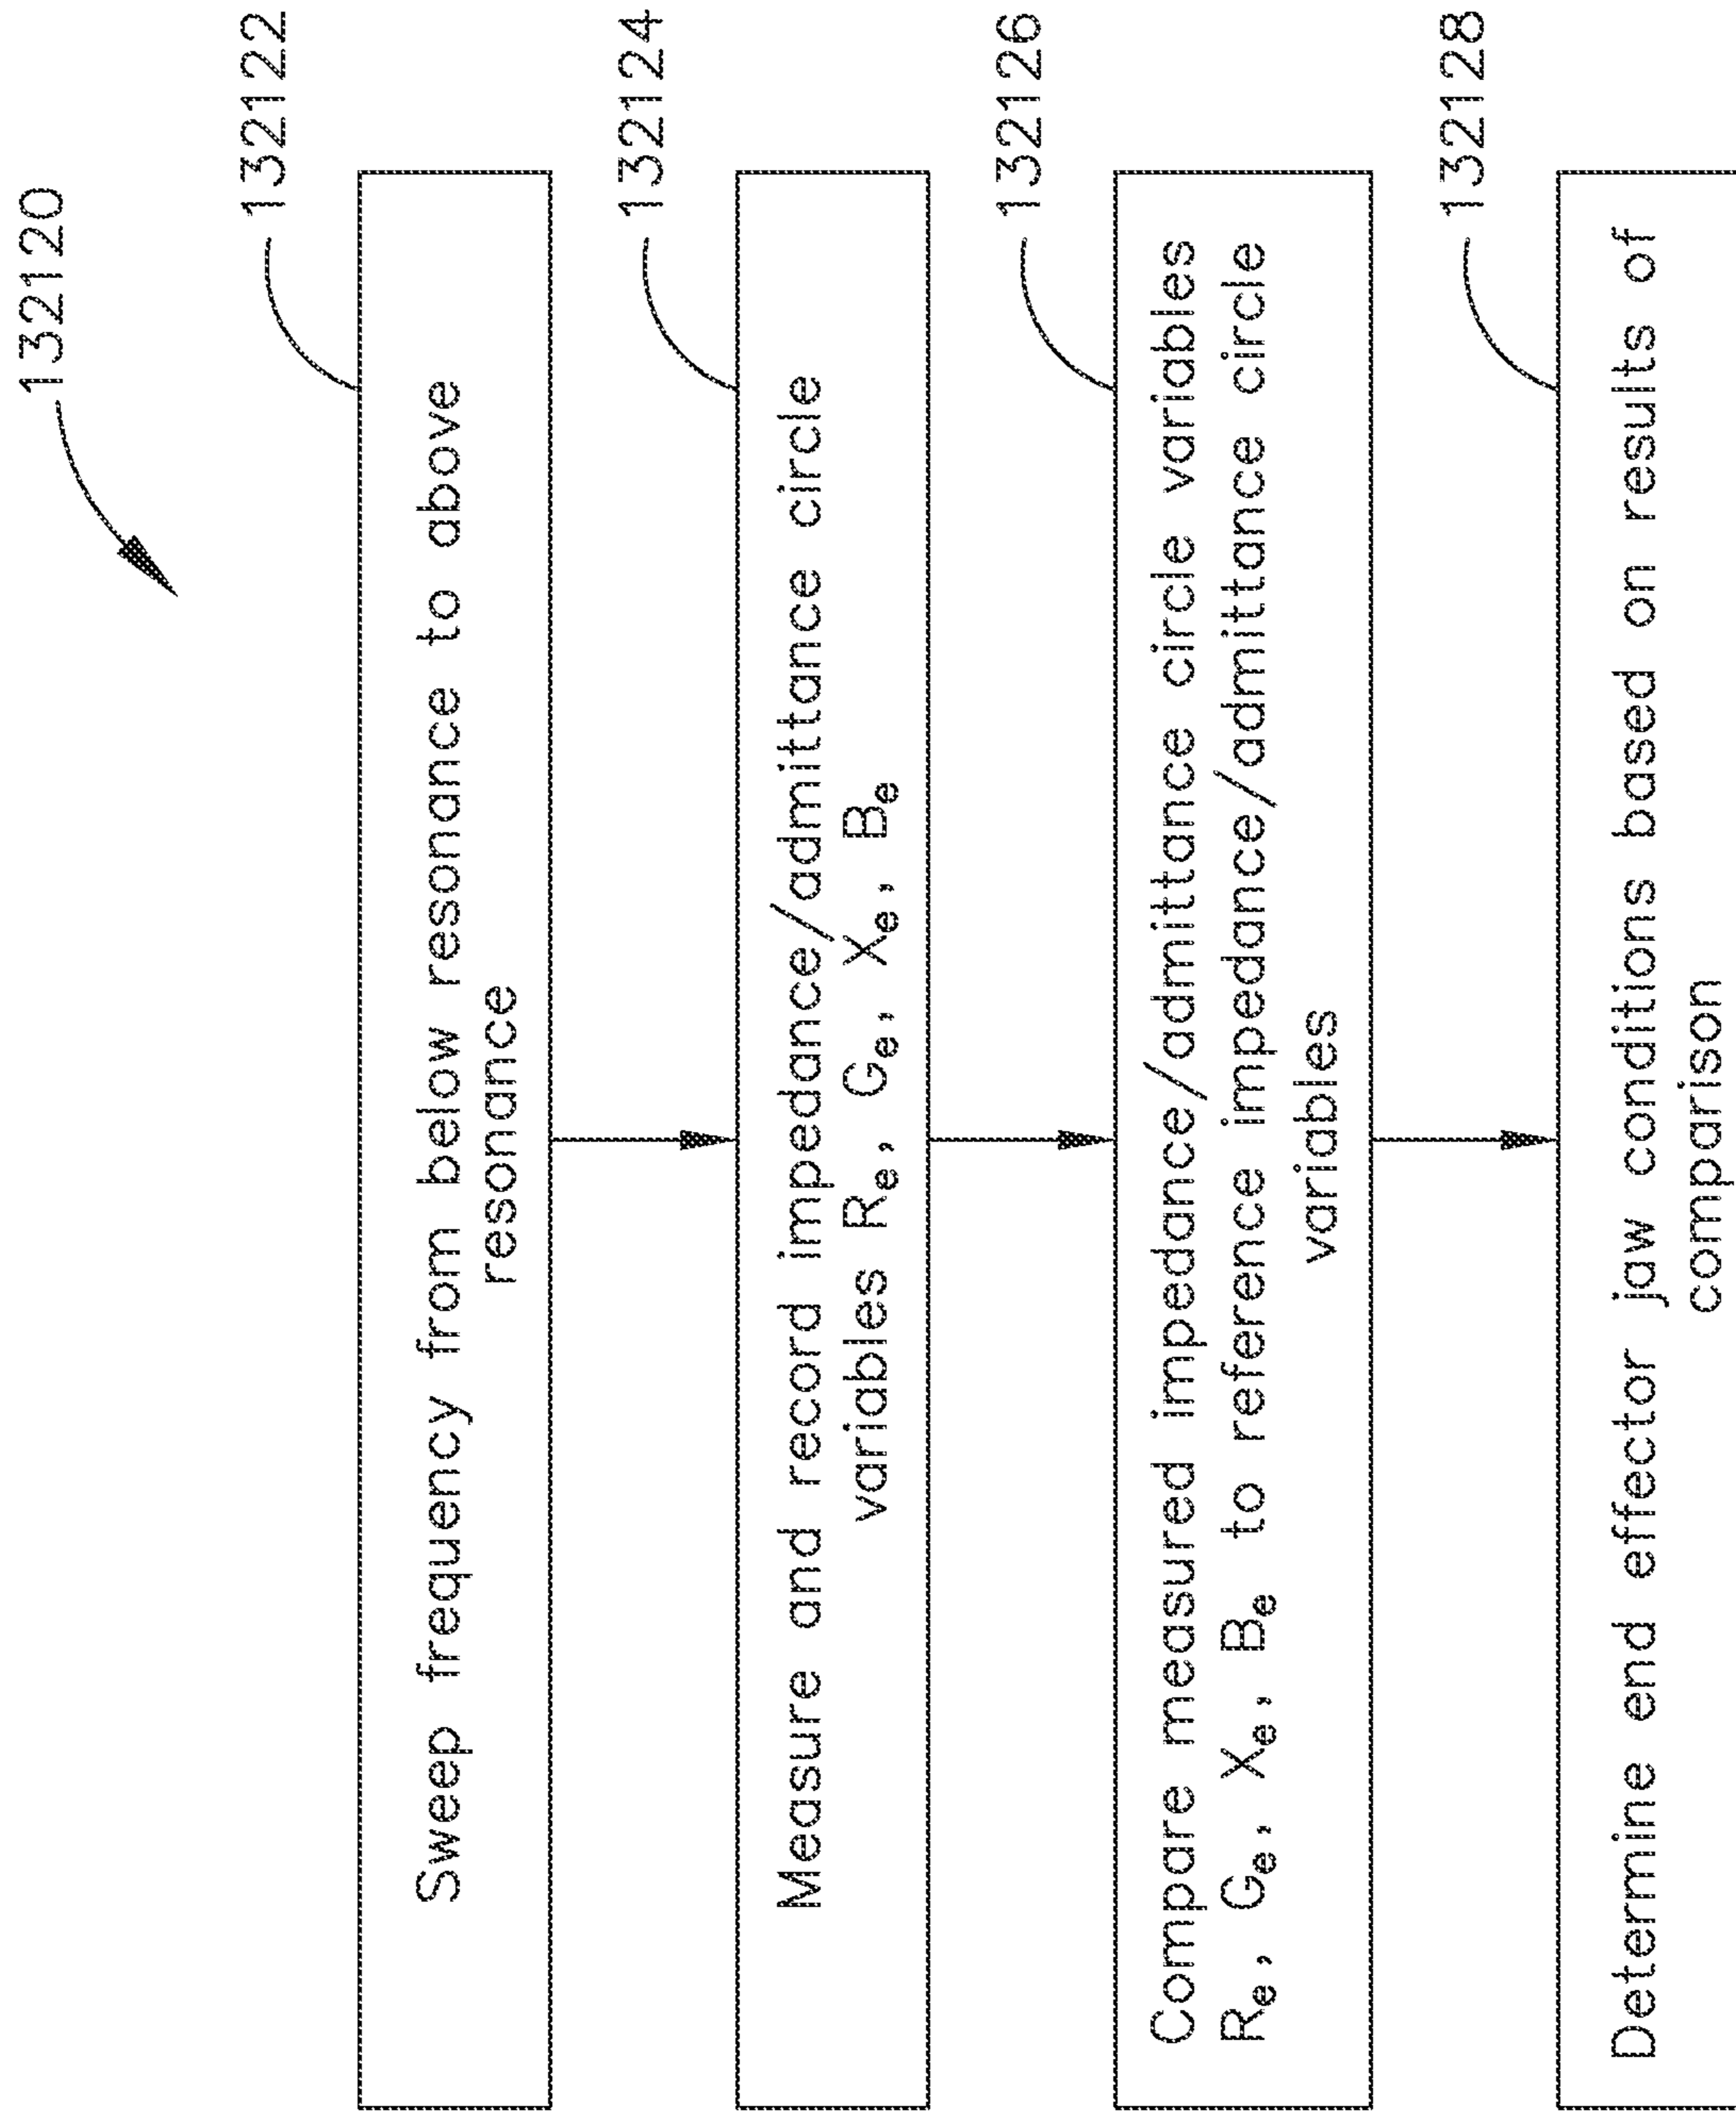 132120
132122
Sweep frequency from below resonance to above
resonance
132124
Measure and record impedance/admittance circle
variables Re, Ge, Xe, Be
132126
Compare measured impedance/admittance circle variables
Re, Ge, Xe, Be to reference impedance/admittance circle
variables
132128
Determine end effector jaw conditions based on results of
comparison